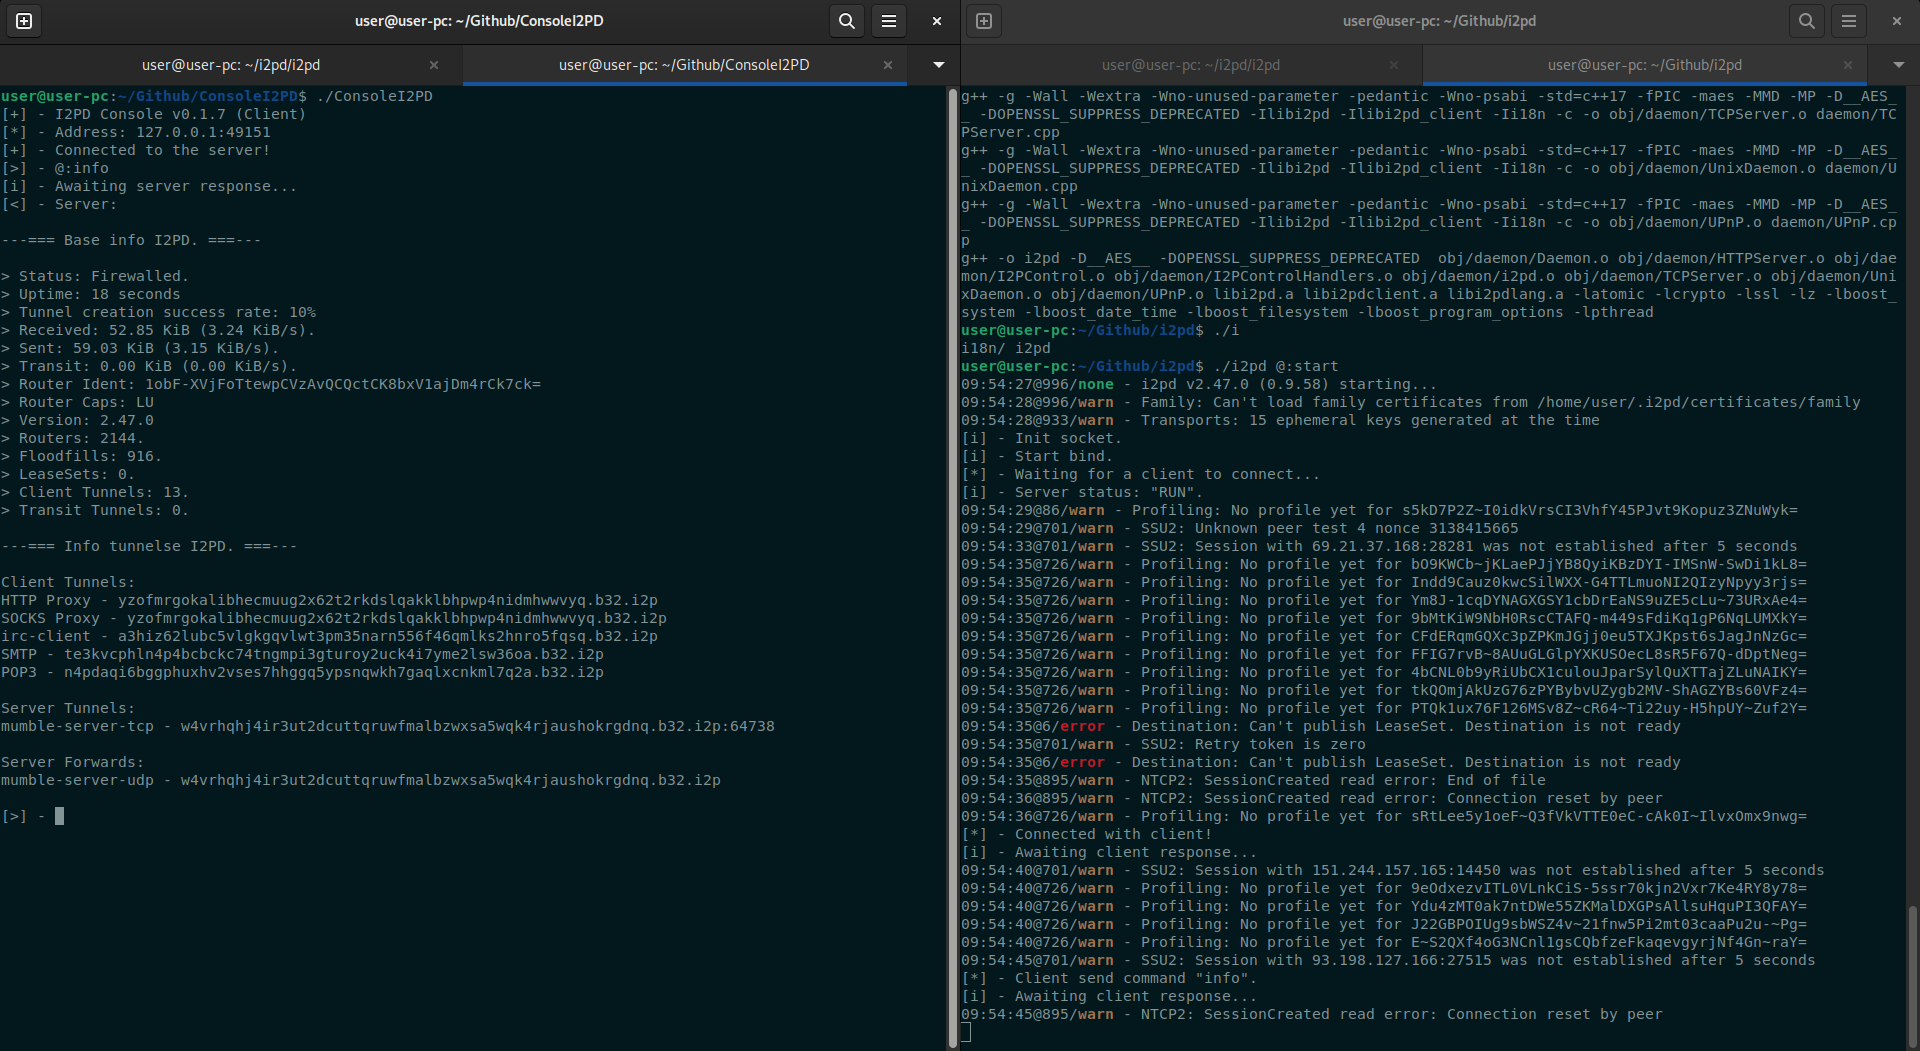 user@user-pc: ~/Github/ConsoleI2PD
user@user-pc: ~/i2pd/i2pd
user@user-pc: ~/Github/ConsoleI2PD
user@user-pc:~/Github/ConsoleI2PD$ ./ConsoleI2PD
[+] - I2PD Console v0.1.7 (Client)
[*] - Address: 127.0.0.1:49151
[+] - Connected to the server!
[>] - @:info
[i] - Awaiting server response...
[<] - Server:
---=== Base info I2PD. ===---
> Status: Firewalled.
> Uptime: 18 seconds
> Tunnel creation success rate: 10%
> Received: 52.85 KiB (3.24 KiB/s).
> Sent: 59.03 KiB (3.15 KiB/s).
> Transit: 0.00 KiB (0.00 KiB/s).
> Router Ident: 1obF-XVjFoTtewpCVzAvQCQctCK8bxV1ajDm4rCk7ck=
> Router Caps: LU
> Version: 2.47.0
> Routers: 2144.
> Floodfills: 916.
> LeaseSets: 0.
> Client Tunnels: 13.
> Transit Tunnels: 0.
---=== Info tunnelse I2PD. ===---
Client Tunnels:
HTTP Proxy - yzofmrgokalibhecmuug2x62t2rkdslqakklbhpwp4nidmhwwvyq.b32.i2p
SOCKS Proxy - yzofmrgokalibhecmuug2x62t2rkdslqakklbhpwp4nidmhwwvyq.b32.i2p
irc-client - a3hiz62lubc5vlgkgqvlwt3pm35narn556f46qmlks2hnro5fqsq.b32.i2p
SMTP - te3kvcphln4p4bcbckc74tngmpi3gturoy2uck4i7yme2lsw36oa.b32.i2p
POP3 - n4pdaqi6bggphuxhv2vses7hhggq5ypsnqwkh7gaqlxcnkml7q2a.b32.i2p
Server Tunnels:
mumble-server-tcp - w4vrhqhj4ir3ut2dcuttqruwfmalbzwxsa5wqk4rjaushokrgdnq.b32.i2p:64738
Server Forwards:
mumble-server-udp - w4vrhqhj4ir3ut2dcuttqruwfmalbzwxsa5wqk4rjaushokrgdnq.b32.i2p
[>] -
user@user-pc: ~/Github/i2pd
user@user-pc: ~/i2pd/i2pd
user@user-pc: ~/Github/i2pd
g++ -g -Wall -Wextra -Wno-unused-parameter -pedantic -Wno-psabi -std=c++17 -fPIC -maes -MMD -MP -D__AES_
_ -DOPENSSL_SUPPRESS_DEPRECATED -Ilibi2pd -Ilibi2pd_client -Ii18n -c -o obj/daemon/TCPServer.o daemon/TC
PServer.cpp
g++ -g -Wall -Wextra -Wno-unused-parameter -pedantic -Wno-psabi -std=c++17 -fPIC -maes -MMD -MP -D__AES_
_ -DOPENSSL_SUPPRESS_DEPRECATED -Ilibi2pd -Ilibi2pd_client -Ii18n -c -o obj/daemon/UnixDaemon.o daemon/U
nixDaemon.cpp
g++ -g -Wall -Wextra -Wno-unused-parameter -pedantic -Wno-psabi -std=c++17 -fPIC -maes -MMD -MP -D__AES_
_ -DOPENSSL_SUPPRESS_DEPRECATED -Ilibi2pd -Ilibi2pd_client -Ii18n -c -o obj/daemon/UPnP.o daemon/UPnP.cp
p
g++ -o i2pd -D__AES__ -DOPENSSL_SUPPRESS_DEPRECATED  obj/daemon/Daemon.o obj/daemon/HTTPServer.o obj/dae
mon/I2PControl.o obj/daemon/I2PControlHandlers.o obj/daemon/i2pd.o obj/daemon/TCPServer.o obj/daemon/Uni
xDaemon.o obj/daemon/UPnP.o libi2pd.a libi2pdclient.a libi2pdlang.a -latomic -lcrypto -lssl -lz -lboost_
system -lboost_date_time -lboost_filesystem -lboost_program_options -lpthread
user@user-pc:~/Github/i2pd$ ./i
i18n/ i2pd
user@user-pc:~/Github/i2pd$ ./i2pd @:start
09:54:27@996/none - i2pd v2.47.0 (0.9.58) starting...
09:54:28@996/warn - Family: Can't load family certificates from /home/user/.i2pd/certificates/family
09:54:28@933/warn - Transports: 15 ephemeral keys generated at the time
[i] - Init socket.
[i] - Start bind.
[*] - Waiting for a client to connect...
[i] - Server status: "RUN".
09:54:29@86/warn - Profiling: No profile yet for s5kD7P2Z~I0idkVrsCI3VhfY45PJvt9Kopuz3ZNuWyk=
09:54:29@701/warn - SSU2: Unknown peer test 4 nonce 3138415665
09:54:33@701/warn - SSU2: Session with 69.21.37.168:28281 was not established after 5 seconds
09:54:35@726/warn - Profiling: No profile yet for bO9KWCb~jKLaePJjYB8QyiKBzDYI-IMSnW-SwDi1kL8=
09:54:35@726/warn - Profiling: No profile yet for Indd9Cauz0kwcSilWXX-G4TTLmuoNI2QIzyNpyy3rjs=
09:54:35@726/warn - Profiling: No profile yet for Ym8J-1cqDYNAGXGSY1cbDrEaNS9uZE5cLu~73URxAe4=
09:54:35@726/warn - Profiling: No profile yet for 9bMtKiW9NbH0RscCTAFQ-m449sFdiKq1gP6NqLUMXkY=
09:54:35@726/warn - Profiling: No profile yet for CFdERqmGQXc3pZPKmJGjj0eu5TXJKpst6sJagJnNzGc=
09:54:35@726/warn - Profiling: No profile yet for FFIG7rvB~8AUuGLGlpYXKUSOecL8sR5F67Q-dDptNeg=
09:54:35@726/warn - Profiling: No profile yet for 4bCNL0b9yRiUbCX1culouJparSylQuXTTajZLuNAIKY=
09:54:35@726/warn - Profiling: No profile yet for tkQOmjAkUzG76zPYBybvUZygb2MV-ShAGZYBs60VFz4=
09:54:35@726/warn - Profiling: No profile yet for PTQk1ux76F126MSv8Z~cR64~Ti22uy-H5hpUY~Zuf2Y=
09:54:35@6/error - Destination: Can't publish LeaseSet. Destination is not ready
09:54:35@701/warn - SSU2: Retry token is zero
09:54:35@6/error - Destination: Can't publish LeaseSet. Destination is not ready
09:54:35@895/warn - NTCP2: SessionCreated read error: End of file
09:54:36@895/warn - NTCP2: SessionCreated read error: Connection reset by peer
09:54:36@726/warn - Profiling: No profile yet for sRtLee5y1oeF~Q3fVkVTTE0eC-cAk0I~IlvxOmx9nwg=
[*] - Connected with client!
[i] - Awaiting client response...
09:54:40@701/warn - SSU2: Session with 151.244.157.165:14450 was not established after 5 seconds
09:54:40@726/warn - Profiling: No profile yet for 9eOdxezvITL0VLnkCiS-5ssr70kjn2Vxr7Ke4RY8y78=
09:54:40@726/warn - Profiling: No profile yet for Ydu4zMT0ak7ntDWe55ZKMalDXGPsAllsuHquPI3QFAY=
09:54:40@726/warn - Profiling: No profile yet for J22GBPOIUg9sbWSZ4v~21fnw5Pi2mt03caaPu2u-~Pg=
09:54:40@726/warn - Profiling: No profile yet for E~S2QXf4oG3NCnl1gsCQbfzeFkaqevgyrjNf4Gn~raY=
09:54:45@701/warn - SSU2: Session with 93.198.127.166:27515 was not established after 5 seconds
[*] - Client send command "info".
[i] - Awaiting client response...
09:54:45@895/warn - NTCP2: SessionCreated read error: Connection reset by peer